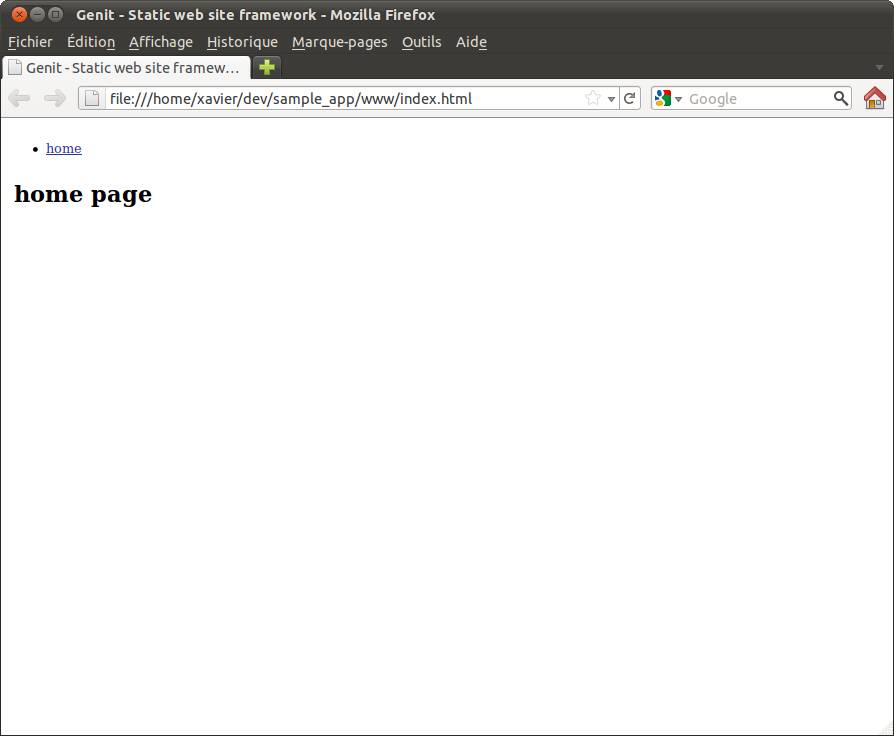 Genit - Static web site framework - Mozilla Firefox
Fichier Édition Affichage Historique Marque-pages Outils Aide
Genit - Static web site framew...
file:///home/xavier/dev/sample_app/www/index.html Google
home
home page